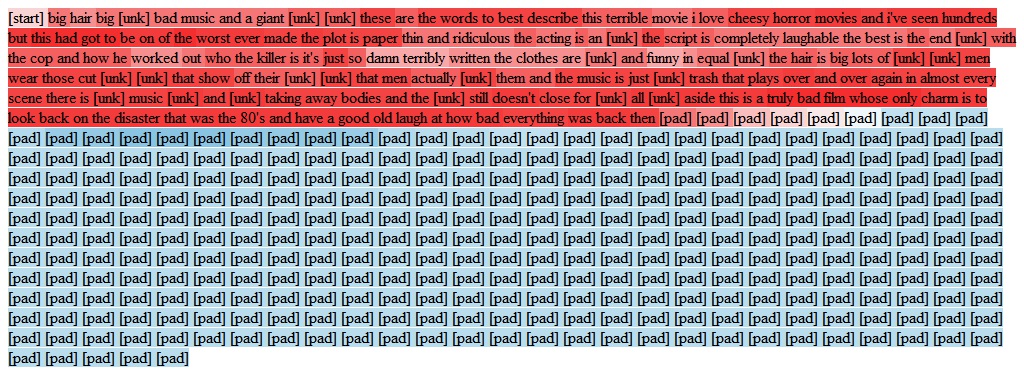 [start] big hair big [unk] bad music and a giant [unk] [unk] these are the words to best describe this terrible movie i love cheesy horror movies and i've seen hundreds
but this had got to be on of the worst ever made the plot is paper thin and ridiculous the acting is an [unk] the script is completely laughable the best is the end [unk] with
the cop and how he worked out who the killer is it's just so damn terribly written the clothes are [unk] and funny in equal [unk] the hair is big lots of [unk] [unk] men
wear those cut [unk] [unk] that show off their [unk] [unk] that men actually [unk] them and the music is just [unk] trash that plays over and over again in almost every
scene there is [unk] music [unk] and [unk] taking away bodies and the [unk] still doesn't close for [unk] all [unk] aside this is a truly bad film whose only charm is to
look back on the disaster that was the 80's and have a good old laugh at how bad everything was back then [pad] [pad] [pad] [pad] [pad] [pad] [pad] [pad] [pad]
[pad] [pad] [pad] [pad] [pad] [pad] [pad] [pad] [pad] [pad] [pad] [pad] [pad] [pad] [pad] [pad] [pad] [pad] [pad] [pad] [pad] [pad] [pad] [pad] [pad] [pad] [pad]
[pad] [pad] [pad] [pad] [pad] [pad] [pad] [pad] [pad] [pad] [pad] [pad] [pad] [pad] [pad] [pad] [pad] [pad] [pad] [pad] [pad] [pad] [pad] [pad] [pad] [pad] [pad]
[pad] [pad] [pad] [pad] [pad] [pad] [pad] [pad] [pad] [pad] [pad] [pad] [pad] [pad] [pad] [pad] [pad] [pad] [pad] [pad] [pad] [pad] [pad] [pad] [pad] [pad] [pad]
[pad] [pad] [pad] [pad] [pad] [pad] [pad] [pad] [pad] [pad] [pad] [pad] [pad] [pad] [pad] [pad] [pad] [pad] [pad] [pad] [pad] [pad] [pad] [pad] [pad] [pad] [pad]
[pad] [pad] [pad] [pad] [pad] [pad] [pad] [pad] [pad] [pad] [pad] [pad] [pad] [pad] [pad] [pad] [pad] [pad] [pad] [pad] [pad] [pad] [pad] [pad] [pad] [pad] [pad]
[pad] [pad] [pad] [pad] [pad] [pad] [pad] [pad] [pad] [pad] [pad] [pad] [pad] [pad] [pad] [pad] [pad] [pad] [pad] [pad] [pad] [pad] [pad] [pad] [pad] [pad] [pad]
[pad] [pad] [pad] [pad] [pad] [pad] [pad] [pad] [pad] [pad] [pad] [pad] [pad] [pad] [pad] [pad] [pad] [pad] [pad] [pad] [pad] [pad] [pad] [pad] [pad] [pad] [pad]
[pad] [pad] [pad] [pad] [pad] [pad] [pad] [pad] [pad] [pad] [pad] [pad] [pad] [pad] [pad] [pad] [pad] [pad] [pad] [pad] [pad] [pad] [pad] [pad] [pad] [pad] [pad]
[pad] [pad] [pad] [pad] [pad] [pad] [pad] [pad] [pad] [pad] [pad] [pad] [pad] [pad] [pad] [pad] [pad] [pad] [pad] [pad] [pad] [pad] [pad] [pad] [pad] [pad] [pad]
[pad] [pad] [pad] [pad] [pad] [pad] [pad] [pad] [pad] [pad] [pad] [pad] [pad] [pad] [pad] [pad] [pad] [pad] [pad] [pad] [pad] [pad] [pad] [pad] [pad] [pad] [pad]
[pad] [pad] [pad] [pad] [pad] [pad] [pad] [pad] [pad] [pad] [pad] [pad] [pad] [pad] [pad] [pad] [pad] [pad] [pad] [pad] [pad] [pad] [pad] [pad] [pad] [pad] [pad]
[pad] [pad] [pad] [pad] [pad]